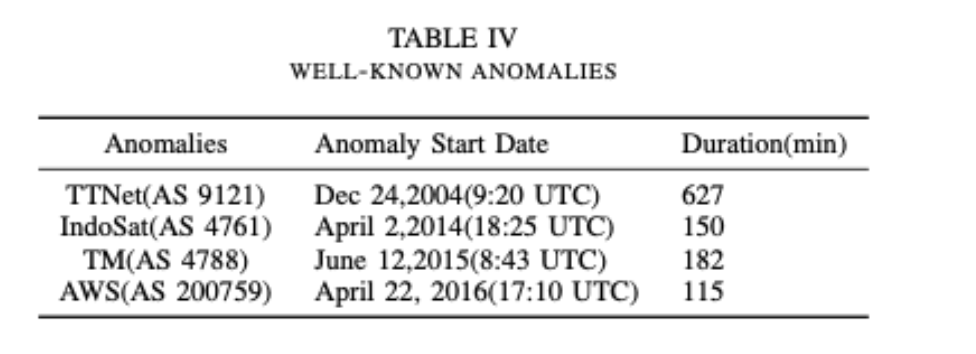 TABLE IV
WELL-KNOWN ANOMALIES
Anomalies Anomaly Start Date Duration(min)
TTNet(AS 9121) Dec 24,2004(9:20 UTC) 627
IndoSat(AS 4761) April 2,2014(18:25 UTC) 150
TM(AS 4788) June 12,2015(8:43 UTC) 182
AWS(AS 200759) April 22, 2016(17:10 UTC) 115